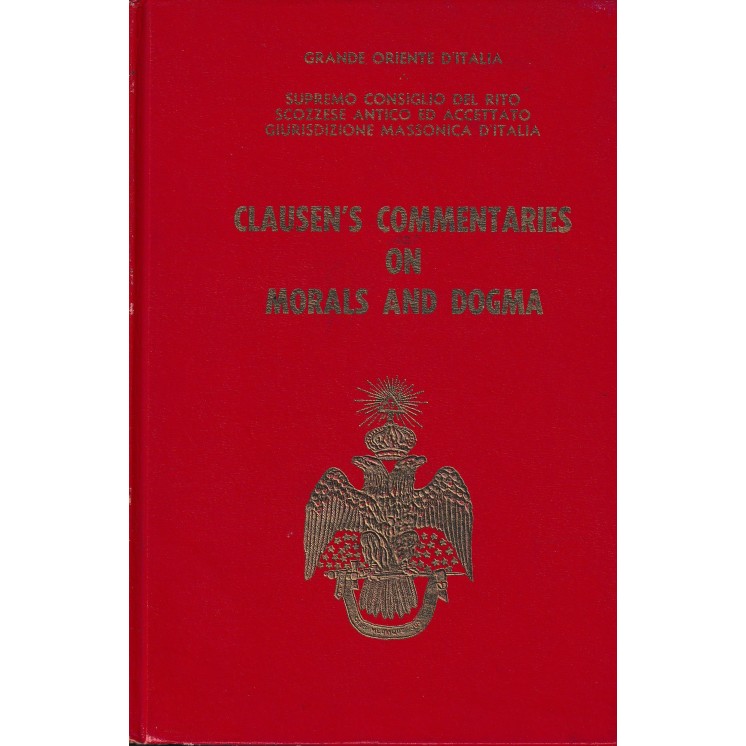 GRANDE ORIENTE D'ITALIA
SUPREMO CONSIGLIO DEL RITO
SCOZZESE ANTICO ED ACCETTATO
GIURISDIZIONE MASSONICA D'ITALIA
CLAUSEN'S COMMENTARIES
ON
MORALS AND DOGMA